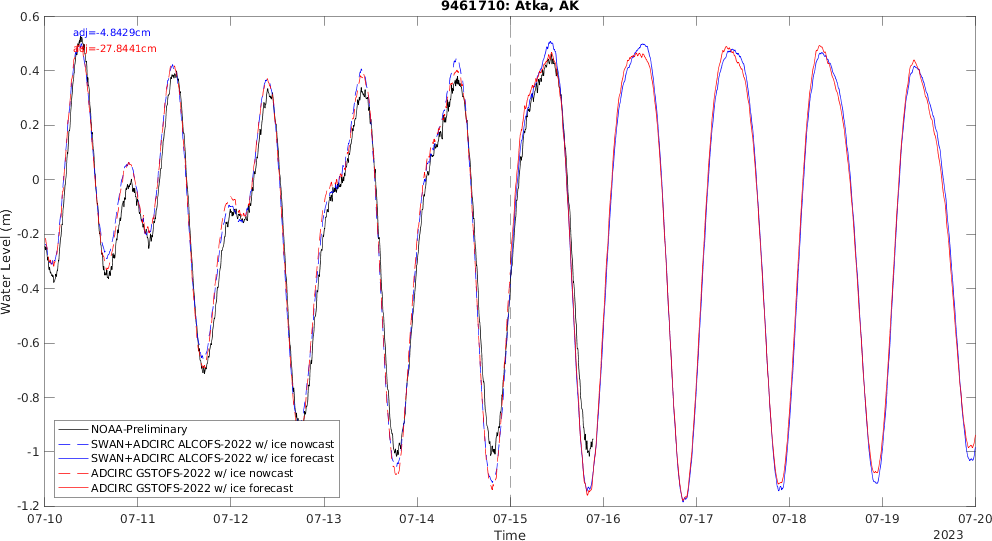 9461710: Atka, AK
adj=-4.8429cm
adj=-27.8441cm
0.6
0.4
0.2
0
-0.2
-0.4
-0.6
-0.8
-1
-1.2
Water Level (m)
NOAA-Preliminary
SWAN+ADCIRC ALCOFS-2022 w/ ice nowcast
SWAN+ADCIRC ALCOFS-2022 w/ ice forecast
ADCIRC GSTOFS-2022 w/ ice nowcast
ADCIRC GSTOFS-2022 w/ ice forecast
07-10 07-11 07-12 07-13 07-14 07-15 07-16 07-17 07-18 07-19 07-20
Time
2023